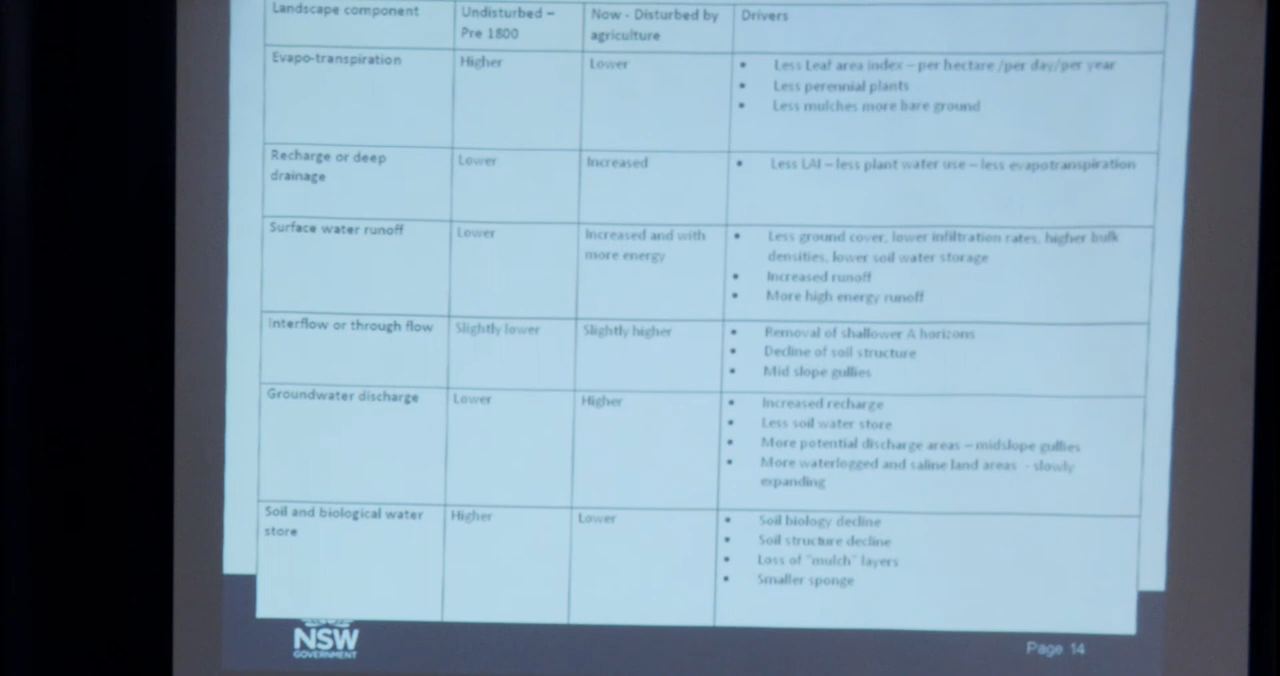 Landscape component
Undisturbed –
Pre 1800
Now - Disturbed by
agriculture
Drivers
Evapo-transpiration
Higher
Lower
• Less Leaf area index – per hectare /per day/per year
• Less perennial plants
• Less mulches more bare ground
Recharge or deep
drainage
Lower
Increased
• Less LAI – less plant water use – less evapotranspiration
Surface water runoff
Lower
Increased and with
more energy
• Less ground cover, lower infiltration rates, higher bulk
densities, lower soil water storage
• Increased runoff
• More high energy runoff
Interflow or through flow
Slightly lower
Slightly higher
• Removal of shallower A horizons
• Decline of soil structure
• Mid slope gullies
Groundwater discharge
Lower
Higher
• Increased recharge
• Less soil water store
• More potential discharge areas – midslope gullies
• More waterlogged and saline land areas - slowly
expanding
Soil and biological water
store
Higher
Lower
• Soil biology decline
• Soil structure decline
• Loss of "mulch" layers
• Smaller sponge
NSW
GOVERNMENT
Page 14